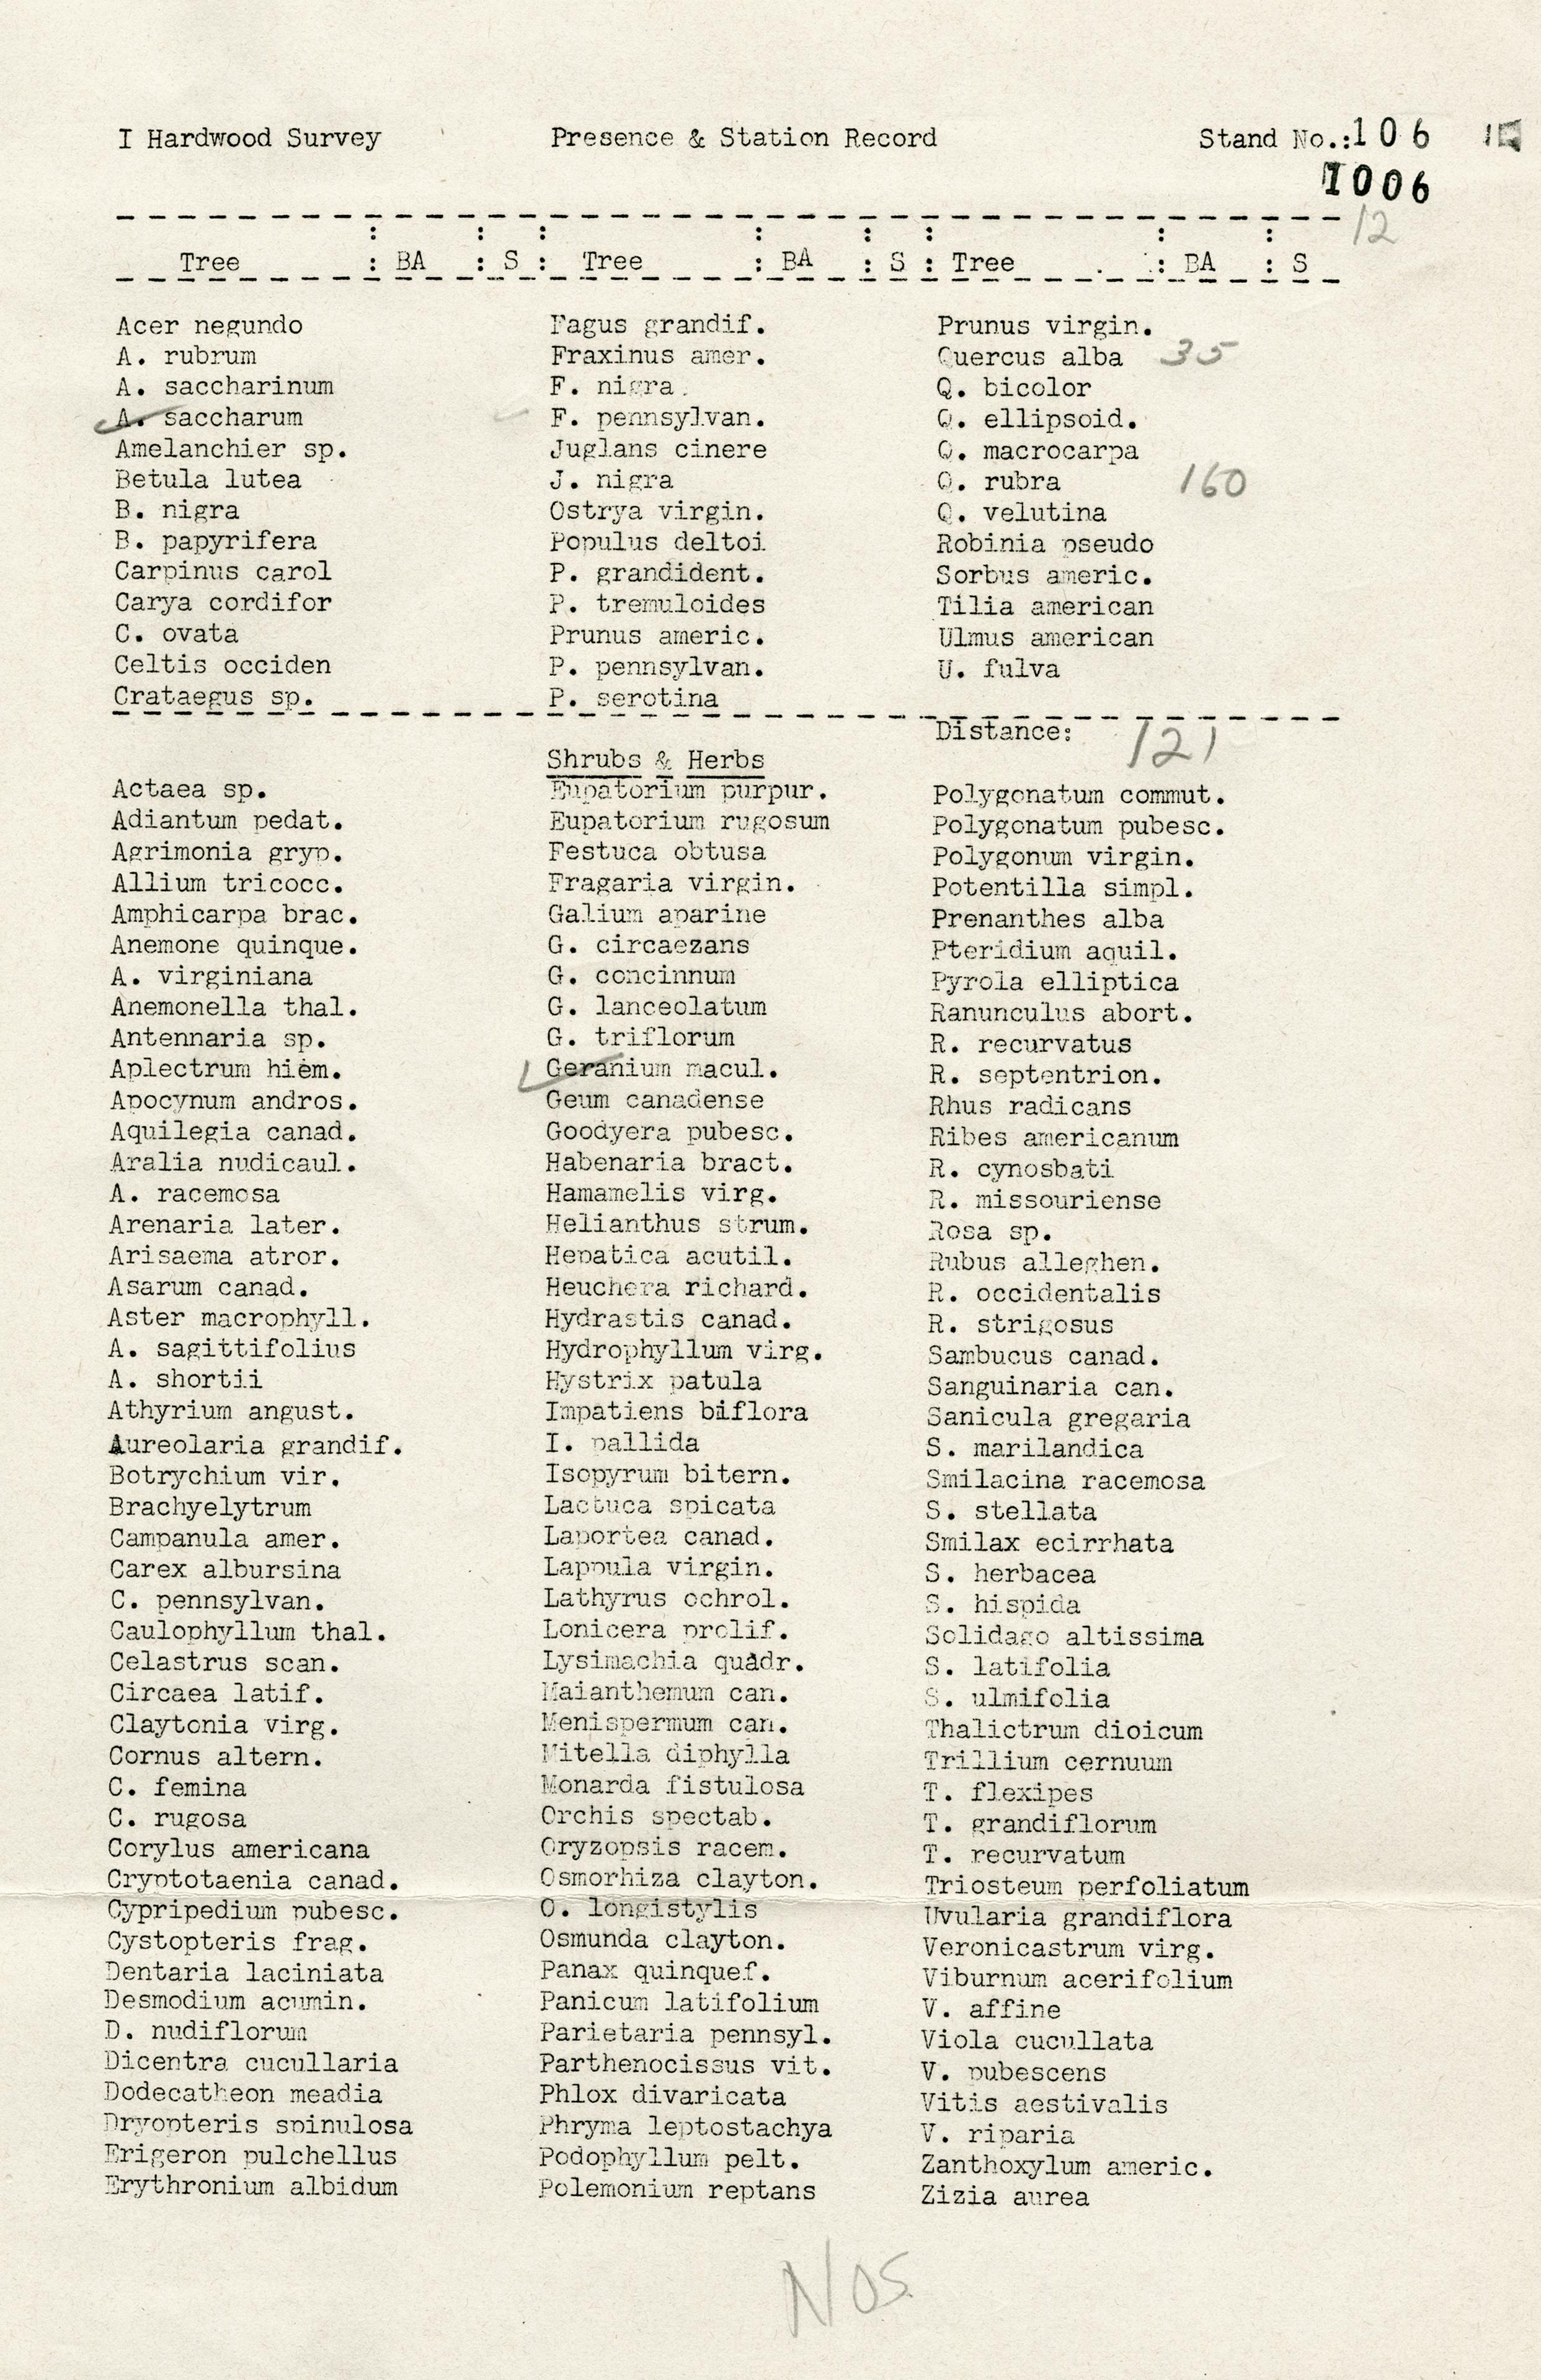 I Hardwood Survey Presence & Station Record Stand No.:106
1006
12
Tree : BA : S : Tree : BA : S : Tree : BA : S
Acer negundo Fagus grandif. Prunus virgin.
A. rubrum Fraxinus amer. Quercus alba 35
A. saccharinum F. nigra. Q. bicolor
✓ A. saccharum ✓ F. pennsylvan. Q. ellipsoid.
Amelanchier sp. Juglans cinere Q. macrocarpa
Betula lutea J. nigra Q. rubra 160
B. nigra Ostrya virgin. Q. velutina
B. papyrifera Populus deltoi Robinia pseudo
Carpinus carol P. grandident. Sorbus americ.
Carya cordifor P. tremuloides Tilia american
C. ovata Prunus americ. Ulmus american
Celtis occiden P. pennsylvan. U. fulva
Crataegus sp. P. serotina
Distance: 121
Shrubs & Herbs
Actaea sp. Eupatorium purpur. Polygonatum commut.
Adiantum pedat. Eupatorium rugosum Polygonatum pubesc.
Agrimonia gryp. Festuca obtusa Polygonum virgin.
Allium tricocc. Fragaria virgin. Potentilla simpl.
Amphicarpa brac. Galium aparine Prenanthes alba
Anemone quinque. G. circaezans Pteridium aquil.
A. virginiana G. concinnum Pyrola elliptica
Anemonella thal. G. lanceolatum Ranunculus abort.
Antennaria sp. G. triflorum R. recurvatus
Aplectrum hiem. ✓ Geranium macul. R. septentrion.
Apocynum andros. Geum canadense Rhus radicans
Aquilegia canad. Goodyera pubesc. Ribes americanum
Aralia nudicaul. Habenaria bract. R. cynosbati
A. racemosa Hamamelis virg. R. missouriense
Arenaria later. Helianthus strum. Rosa sp.
Arisaema atror. Hepatica acutil. Rubus alleghen.
Asarum canad. Heuchera richard. R. occidentalis
Aster macrophyll. Hydrastis canad. R. strigosus
A. sagittifolius Hydrophyllum virg. Sambucus canad.
A. shortii Hystrix patula Sanguinaria can.
Athyrium angust. Impatiens biflora Sanicula gregaria
Aureolaria grandif. I. pallida S. marilandica
Botrychium vir. Isopyrum bitern. Smilacina racemosa
Brachyelytrum Lactuca spicata S. stellata
Campanula amer. Laportea canad. Smilax ecirrhata
Carex albursina Lappula virgin. S. herbacea
C. pennsylvan. Lathyrus ochrol. S. hispida
Caulophyllum thal. Lonicera prolif. Solidago altissima
Celastrus scan. Lysimachia quadr. S. latifolia
Circaea latif. Maianthemum can. S. ulmifolia
Claytonia virg. Menispermum can. Thalictrum dioicum
Cornus altern. Mitella diphylla Trillium cernuum
C. femina Monarda fistulosa T. flexipes
C. rugosa Orchis spectab. T. grandiflorum
Corylus americana Oryzopsis racem. T. recurvatum
Cryptotaenia canad. Osmorhiza clayton. Triosteum perfoliatum
Cypripedium pubesc. O. longistylis Uvularia grandiflora
Cystopteris frag. Osmunda clayton. Veronicastrum virg.
Dentaria laciniata Panax quinquef. Viburnum acerifolium
Desmodium acumin. Panicum latifolium V. affine
D. nudiflorum Parietaria pennsyl. Viola cucullata
Dicentra cucullaria Parthenocissus vit. V. pubescens
Dodecatheon meadia Phlox divaricata Vitis aestivalis
Dryopteris spinulosa Phryma leptostachya V. riparia
Erigeron pulchellus Podophyllum pelt. Zanthoxylum americ.
Erythronium albidum Polemonium reptans Zizia aurea
NOS